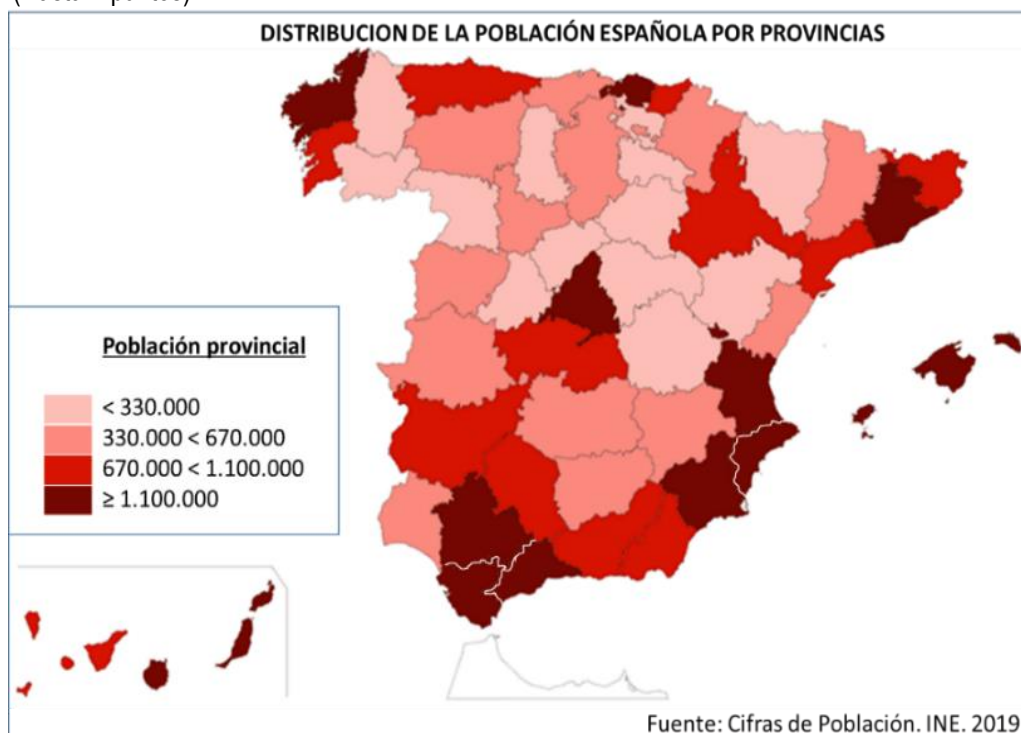 DISTRIBUCION DE LA POBLACIÓN ESPAÑOLA POR PROVINCIAS
Población provincial
< 330.000
330.000 < 670.000
670.000 < 1.100.000
≥ 1.100.000
Fuente: Cifras de Población. INE. 2019